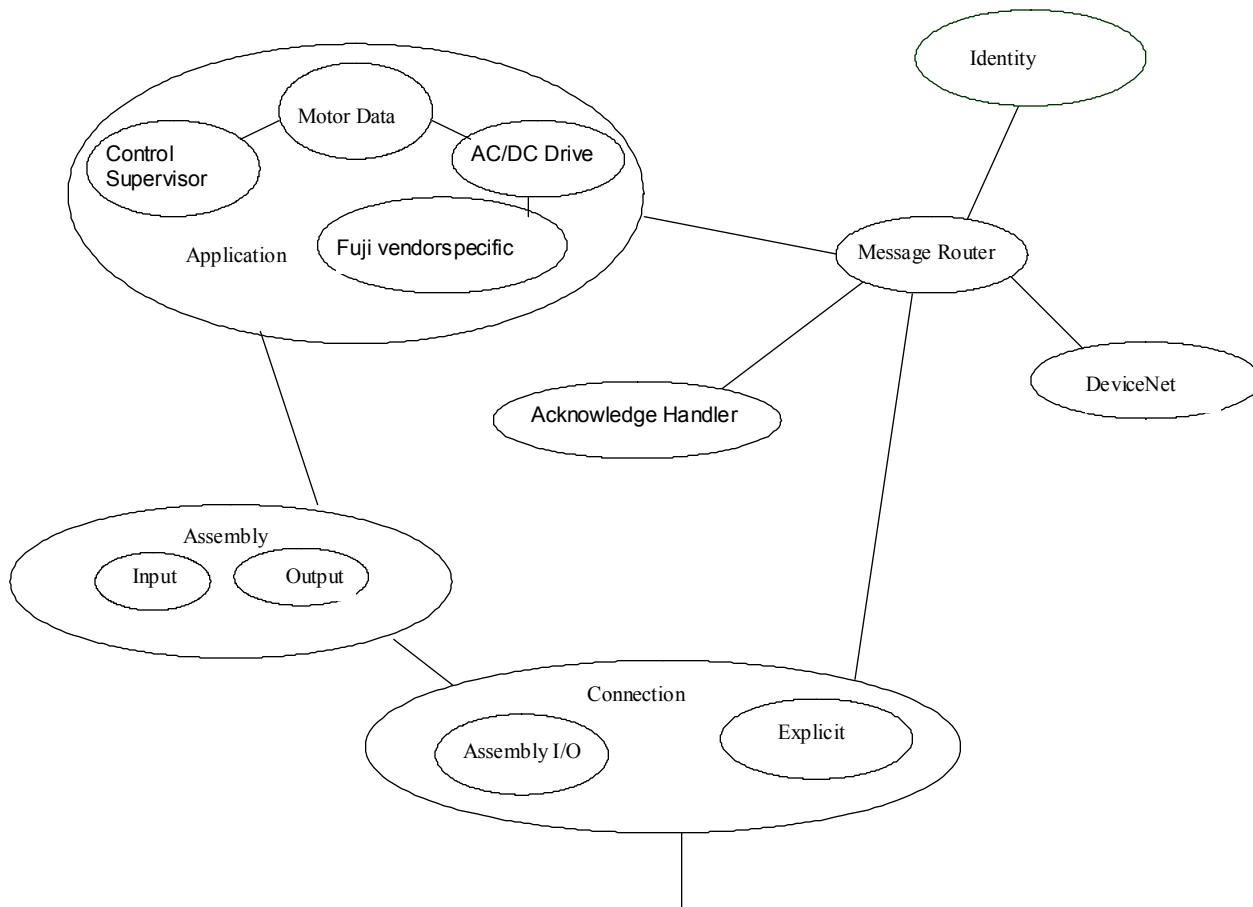 Identity
Motor Data
Control
Supervisor
AC/DC Drive
Application
Fuji vendorspecific
Message Router
DeviceNet
Acknowledge Handler
Assembly
Input
Output
Connection
Assembly I/O
Explicit